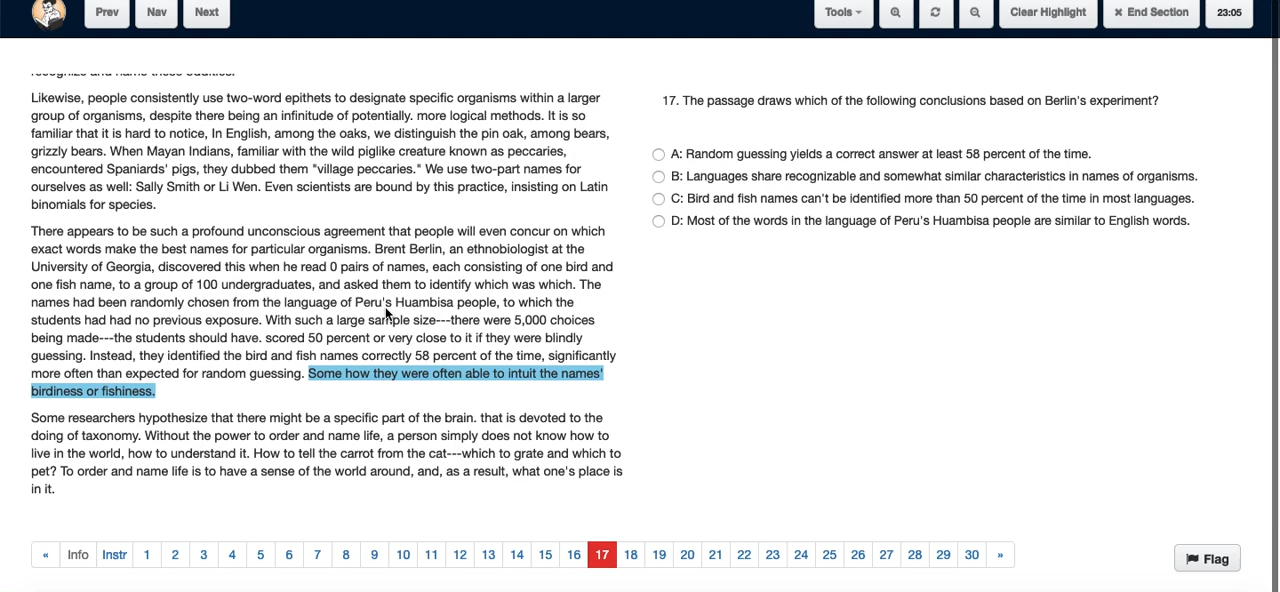 Prev Nav Next Tools Clear Highlight ✖ End Section 23:05
recognize and name these oddities.
Likewise, people consistently use two-word epithets to designate specific organisms within a larger
group of organisms, despite there being an infinitude of potentially. more logical methods. It is so
familiar that it is hard to notice, In English, among the oaks, we distinguish the pin oak, among bears,
grizzly bears. When Mayan Indians, familiar with the wild piglike creature known as peccaries,
encountered Spaniards' pigs, they dubbed them "village peccaries." We use two-part names for
ourselves as well: Sally Smith or Li Wen. Even scientists are bound by this practice, insisting on Latin
binomials for species.
There appears to be such a profound unconscious agreement that people will even concur on which
exact words make the best names for particular organisms. Brent Berlin, an ethnobiologist at the
University of Georgia, discovered this when he read 0 pairs of names, each consisting of one bird and
one fish name, to a group of 100 undergraduates, and asked them to identify which was which. The
names had been randomly chosen from the language of Peru's Huambisa people, to which the
students had had no previous exposure. With such a large sample size---there were 5,000 choices
being made---the students should have. scored 50 percent or very close to it if they were blindly
guessing. Instead, they identified the bird and fish names correctly 58 percent of the time, significantly
more often than expected for random guessing. Some how they were often able to intuit the names'
birdiness or fishiness.
Some researchers hypothesize that there might be a specific part of the brain. that is devoted to the
doing of taxonomy. Without the power to order and name life, a person simply does not know how to
live in the world, how to understand it. How to tell the carrot from the cat---which to grate and which to
pet? To order and name life is to have a sense of the world around, and, as a result, what one's place is
in it.
17. The passage draws which of the following conclusions based on Berlin's experiment?
A: Random guessing yields a correct answer at least 58 percent of the time.
B: Languages share recognizable and somewhat similar characteristics in names of organisms.
C: Bird and fish names can't be identified more than 50 percent of the time in most languages.
D: Most of the words in the language of Peru's Huambisa people are similar to English words.
« Info Instr 1 2 3 4 5 6 7 8 9 10 11 12 13 14 15 16 17 18 19 20 21 22 23 24 25 26 27 28 29 30 »
Flag